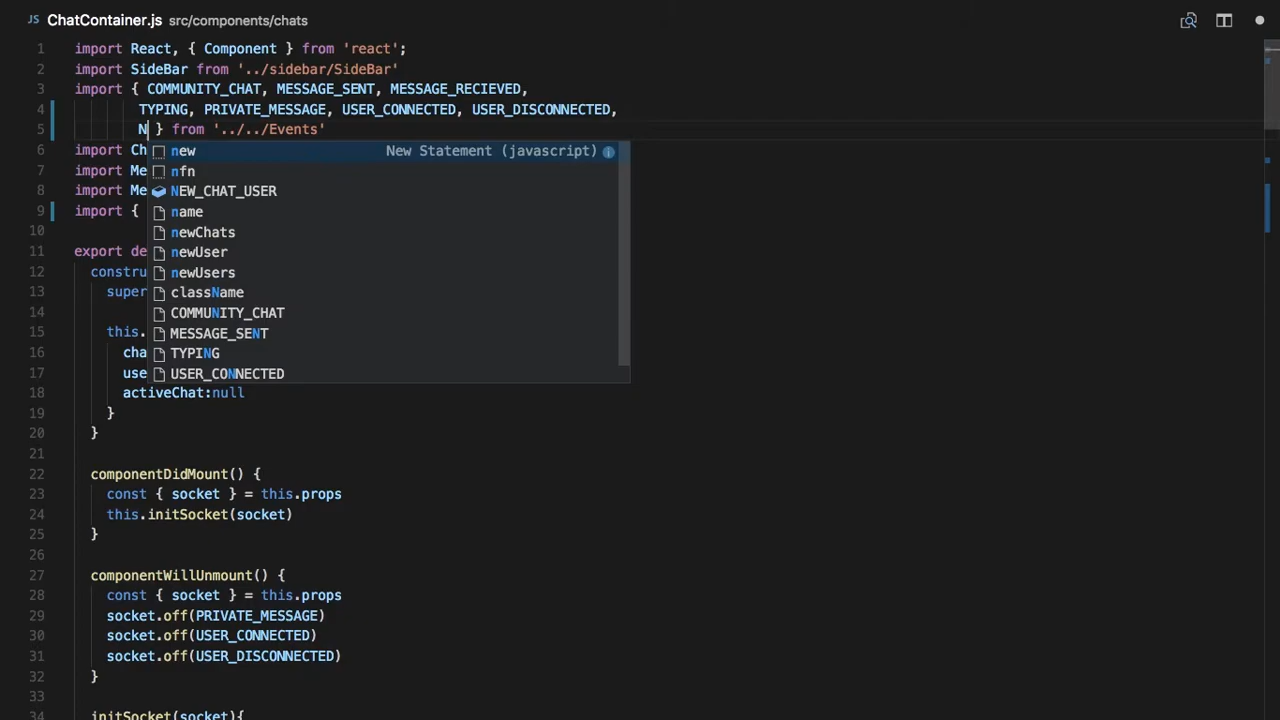 JS ChatContainer.js src/components/chats
1 import React, { Component } from 'react';
2 import SideBar from '../sidebar/SideBar'
3 import { COMMUNITY_CHAT, MESSAGE_SENT, MESSAGE_RECIEVED,
4 TYPING, PRIVATE_MESSAGE, USER_CONNECTED, USER_DISCONNECTED,
5 N } from '../../Events'
6 import Ch
new New Statement (javascript)
7 import Me
nfn
8 import Me
NEW_CHAT_USER
9 import {
name
10
newChats
11 export de
newUser
12 constru
newUsers
13 super
className
14
COMMUNITY_CHAT
15 this.
MESSAGE_SENT
16 cha
TYPING
17 use
USER_CONNECTED
18 activeChat:null
19 }
20 }
21
22 componentDidMount() {
23 const { socket } = this.props
24 this.initSocket(socket)
25 }
26
27 componentWillUnmount() {
28 const { socket } = this.props
29 socket.off(PRIVATE_MESSAGE)
30 socket.off(USER_CONNECTED)
31 socket.off(USER_DISCONNECTED)
32 }
33
34 initSocket(socket){